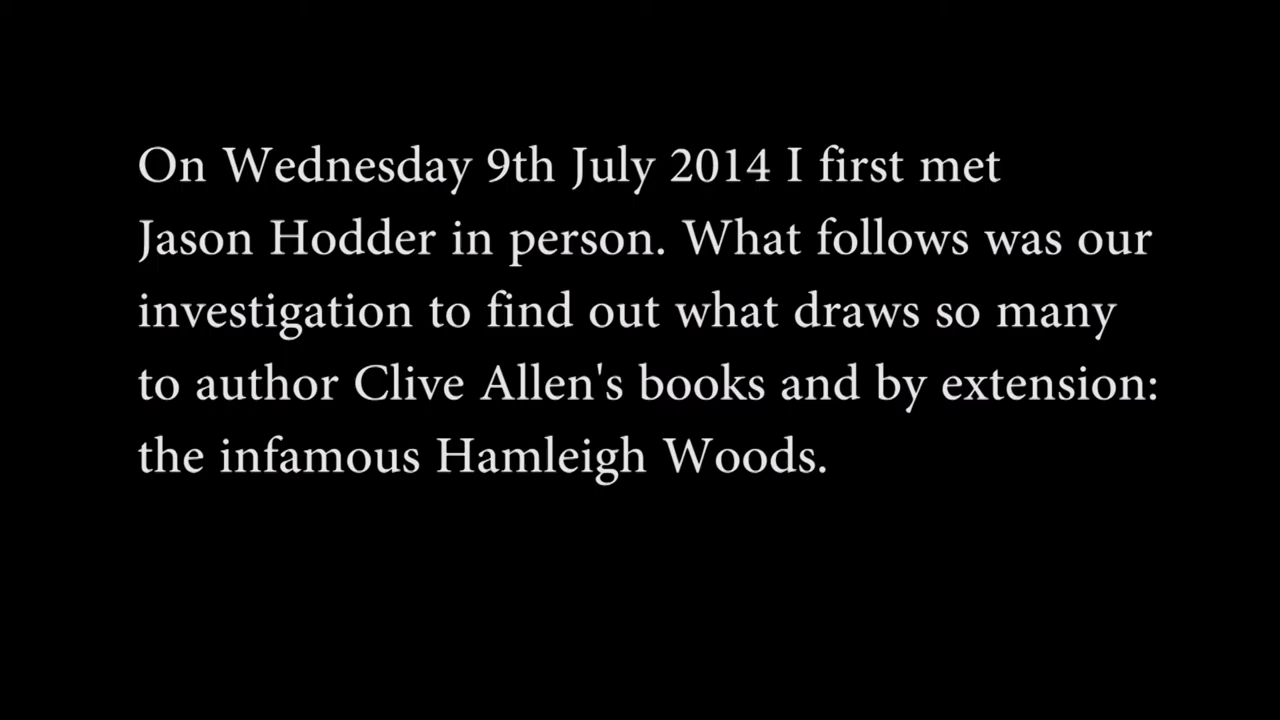 On Wednesday 9th July 2014 I first met
Jason Hodder in person. What follows was our
investigation to find out what draws so many
to author Clive Allen's books and by extension:
the infamous Hamleigh Woods.